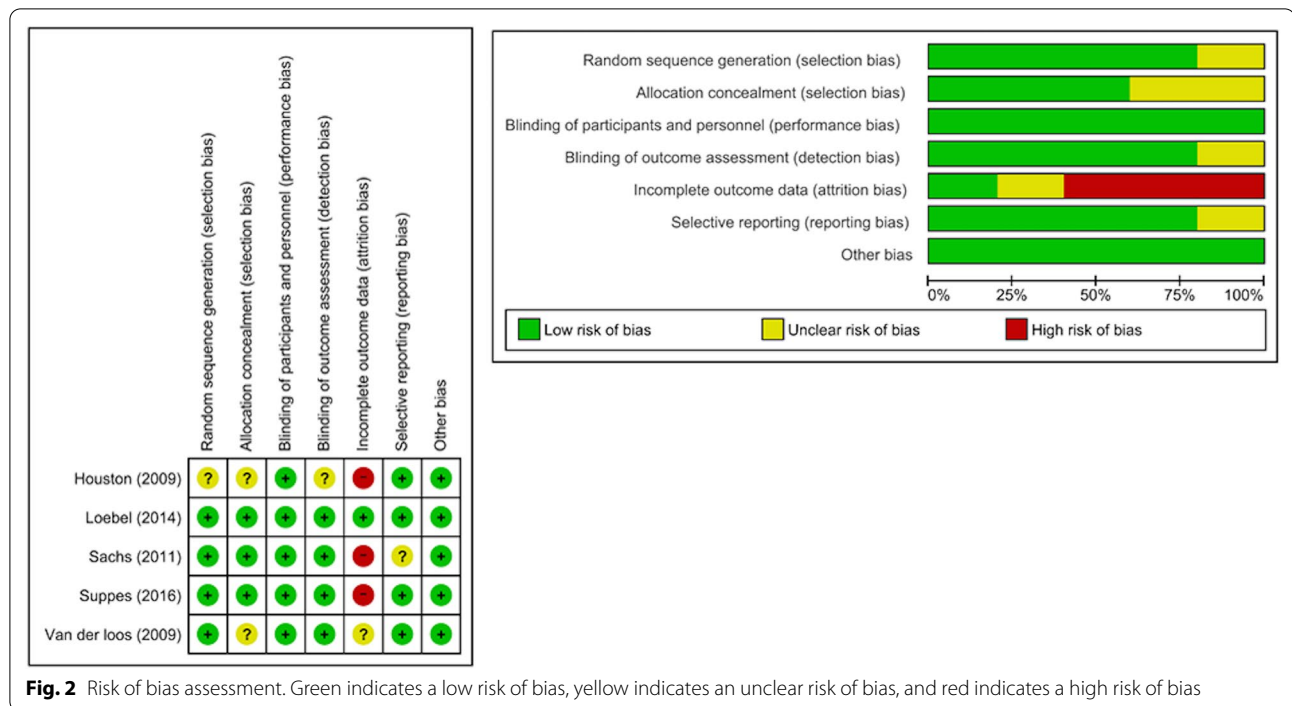 Random sequence generation (selection bias)
Allocation concealment (selection bias)
Blinding of participants and personnel (performance bias)
Blinding of outcome assessment (detection bias)
Incomplete outcome data (attrition bias)
Selective reporting (reporting bias)
Other bias
Houston (2009) ? ? + ? - + +
Loebel (2014) + + + + + + +
Sachs (2011) + + + + - ? +
Suppes (2016) + + + + - + +
Van der loos (2009) + ? + + ? + +
Random sequence generation (selection bias)
Allocation concealment (selection bias)
Blinding of participants and personnel (performance bias)
Blinding of outcome assessment (detection bias)
Incomplete outcome data (attrition bias)
Selective reporting (reporting bias)
Other bias
0% 25% 50% 75% 100%
Low risk of bias Unclear risk of bias High risk of bias
Fig. 2 Risk of bias assessment. Green indicates a low risk of bias, yellow indicates an unclear risk of bias, and red indicates a high risk of bias